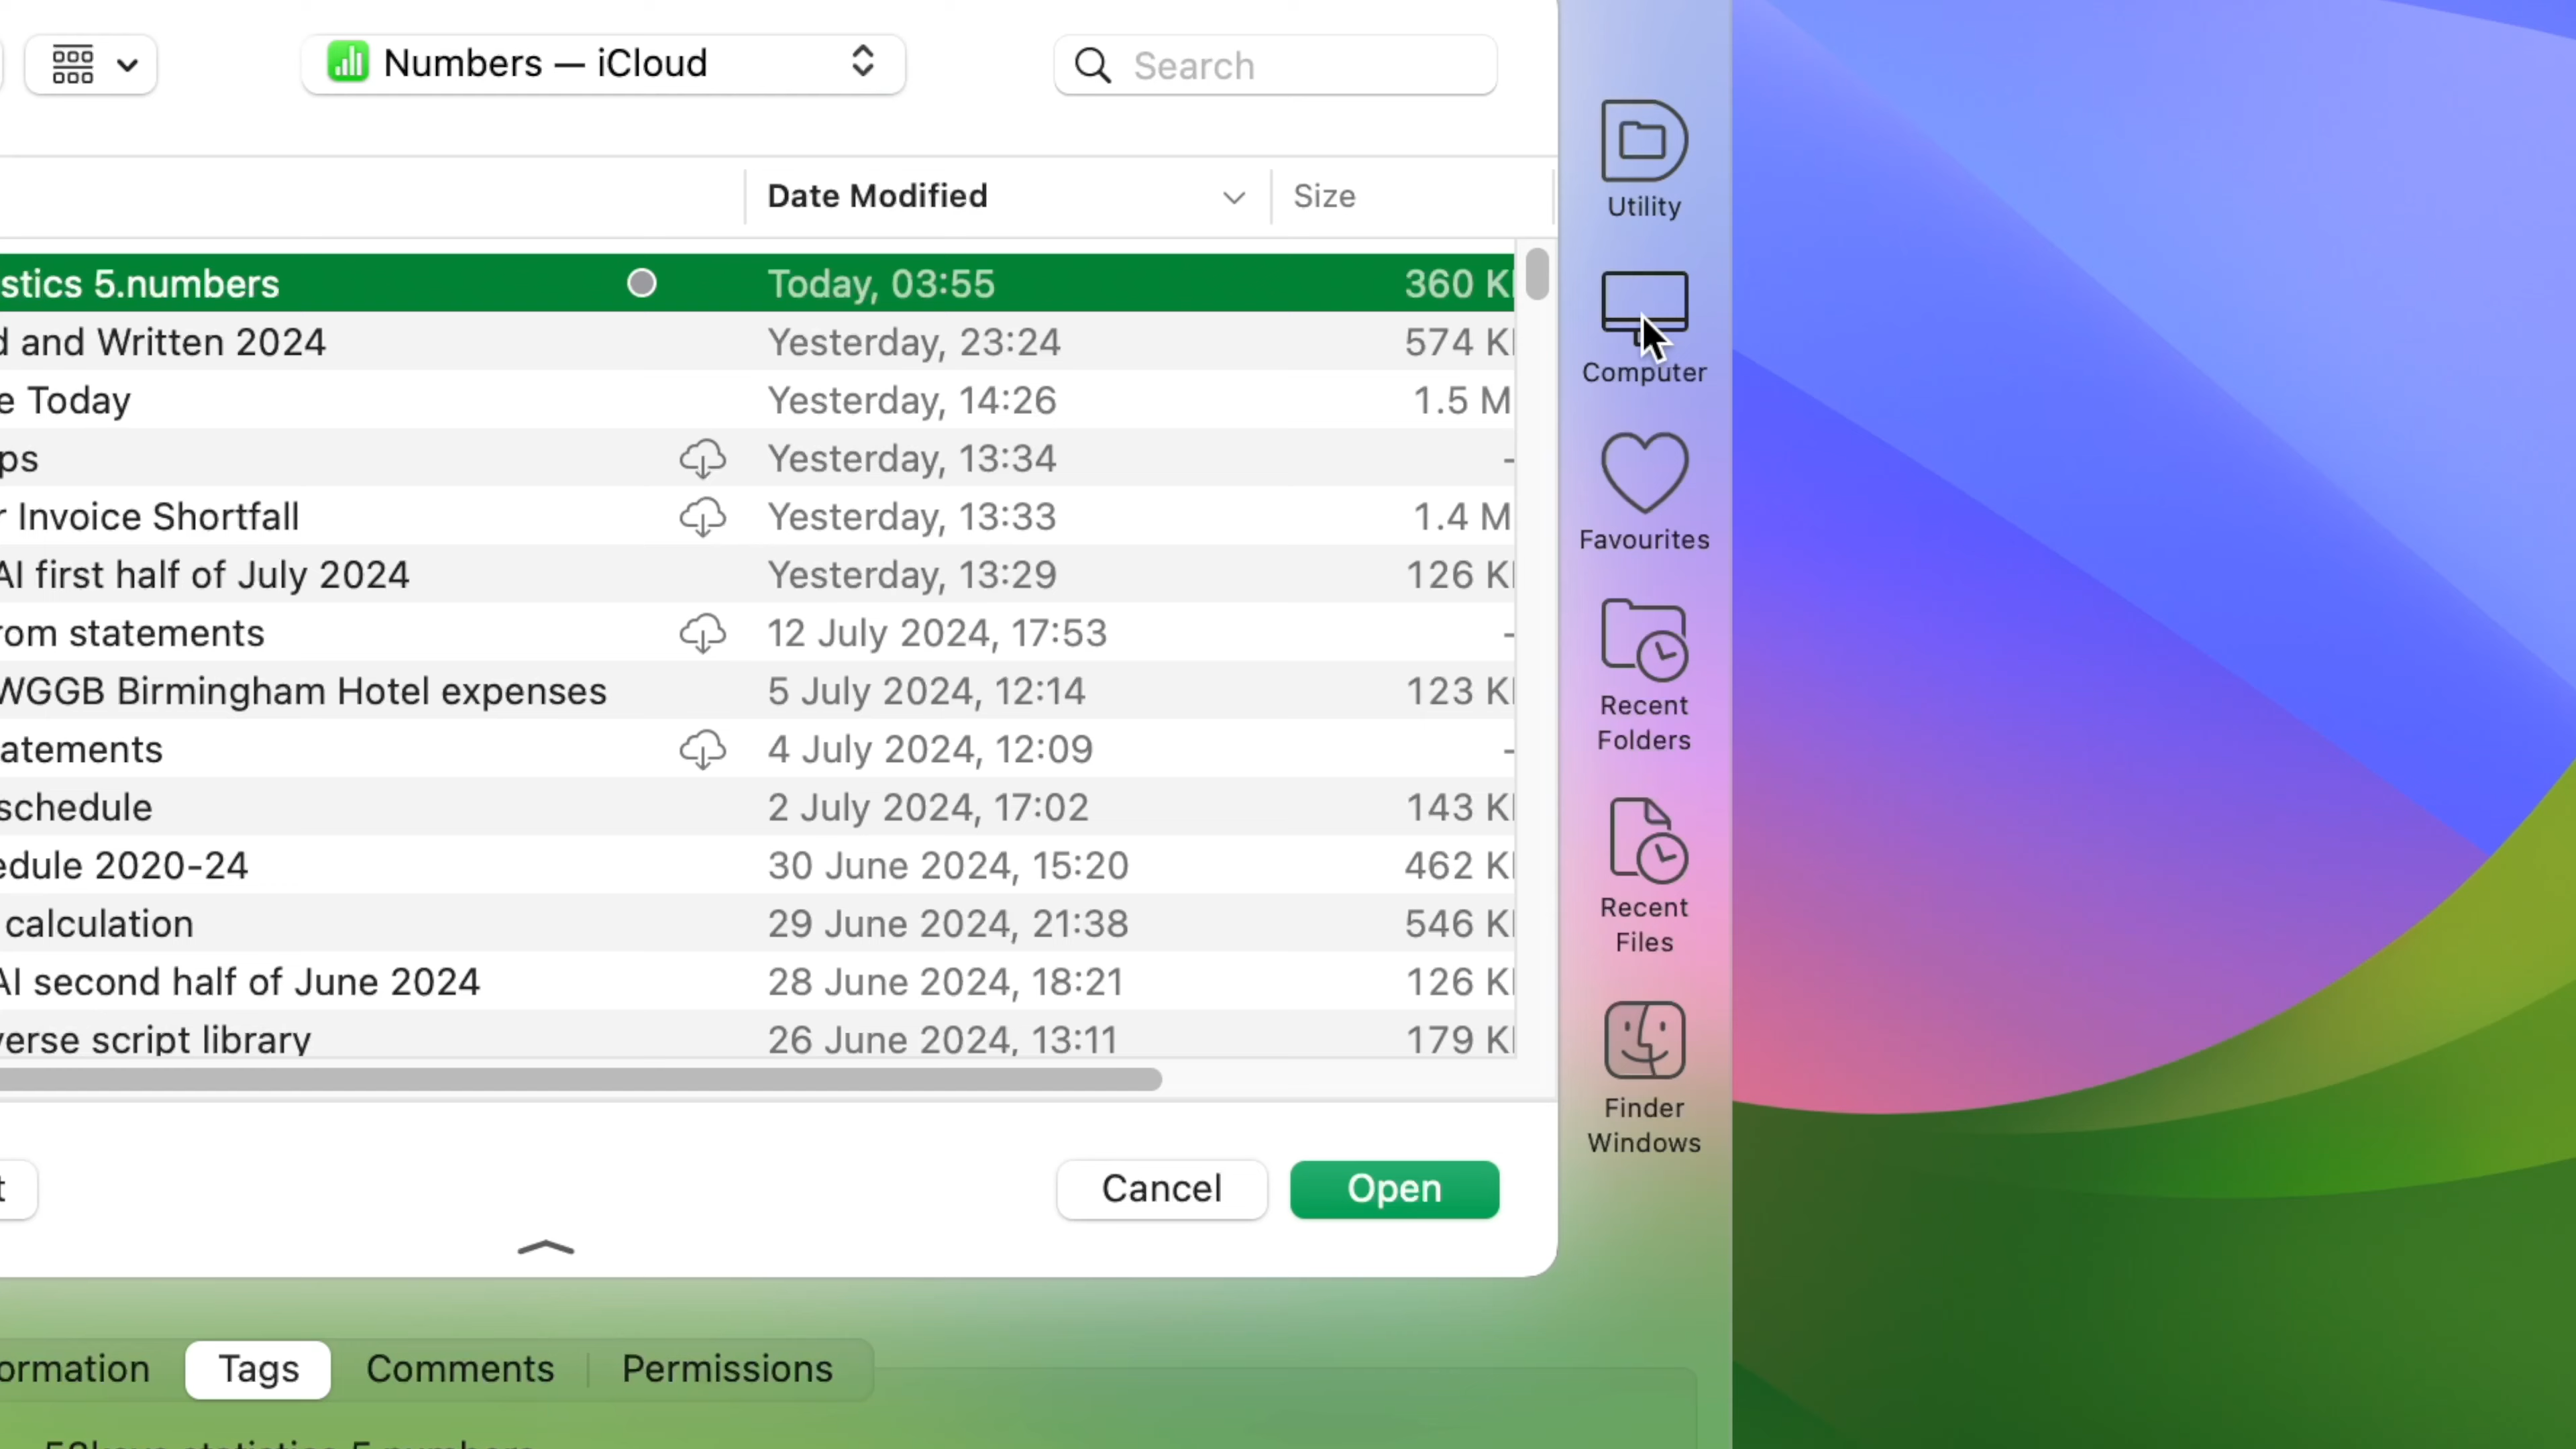 Numbers — iCloud
Search
Date Modified Size
stics 5.numbers Today, 03:55 360 K
d and Written 2024 Yesterday, 23:24 574 K
e Today Yesterday, 14:26 1.5 M
ps Yesterday, 13:34 -
r Invoice Shortfall Yesterday, 13:33 1.4 M
AI first half of July 2024 Yesterday, 13:29 126 K
rom statements 12 July 2024, 17:53 -
WGGB Birmingham Hotel expenses 5 July 2024, 12:14 123 K
atements 4 July 2024, 12:09 -
schedule 2 July 2024, 17:02 143 K
edule 2020-24 30 June 2024, 15:20 462 K
calculation 29 June 2024, 21:38 546 K
AI second half of June 2024 28 June 2024, 18:21 126 K
verse script library 26 June 2024, 13:11 179 K
t Cancel Open
Utility
Computer
Favourites
Recent
Folders
Recent
Files
Finder
Windows
ormation Tags Comments Permissions